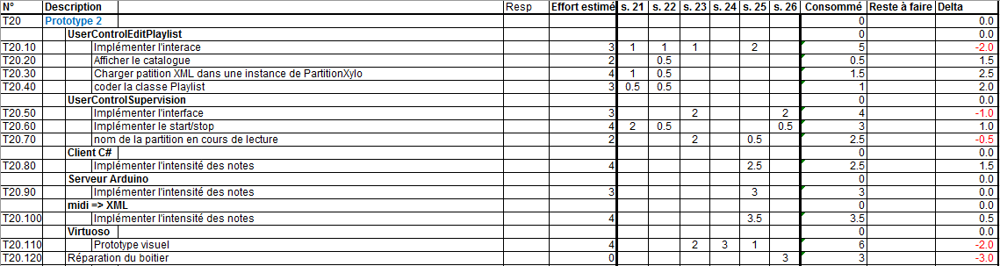 N° Description Resp Effort estimé s. 21 s. 22 s. 23 s. 24 s. 25 s. 26 Consommé Reste à faire Delta
T20 Prototype 2 0 0.0
UserControlEditPlaylist 0 0.0
T20.10 Implémenter l'interace 3 1 1 1 2 5 -2.0
T20.20 Afficher le catalogue 2 0.5 0.5 1.5
T20.30 Charger patition XML dans une instance de PartitionXylo 4 1 0.5 1.5 2.5
T20.40 coder la classe Playlist 3 0.5 0.5 1 2.0
UserControlSupervision 0 0.0
T20.50 Implémenter l'interface 3 2 2 4 -1.0
T20.60 Implémenter le start/stop 4 2 0.5 0.5 3 1.0
T20.70 nom de la partition en cours de lecture 2 2 0.5 2.5 -0.5
Client C# 0 0.0
T20.80 Implémenter l'intensité des notes 4 2.5 2.5 1.5
Serveur Arduino 0 0.0
T20.90 Implémenter l'intensité des notes 3 3 3 0.0
midi => XML 0 0.0
T20.100 Implémenter l'intensité des notes 4 3.5 3.5 0.5
Virtuoso 0 0.0
T20.110 Prototype visuel 4 2 3 1 6 -2.0
T20.120 Réparation du boitier 0 3 3 -3.0